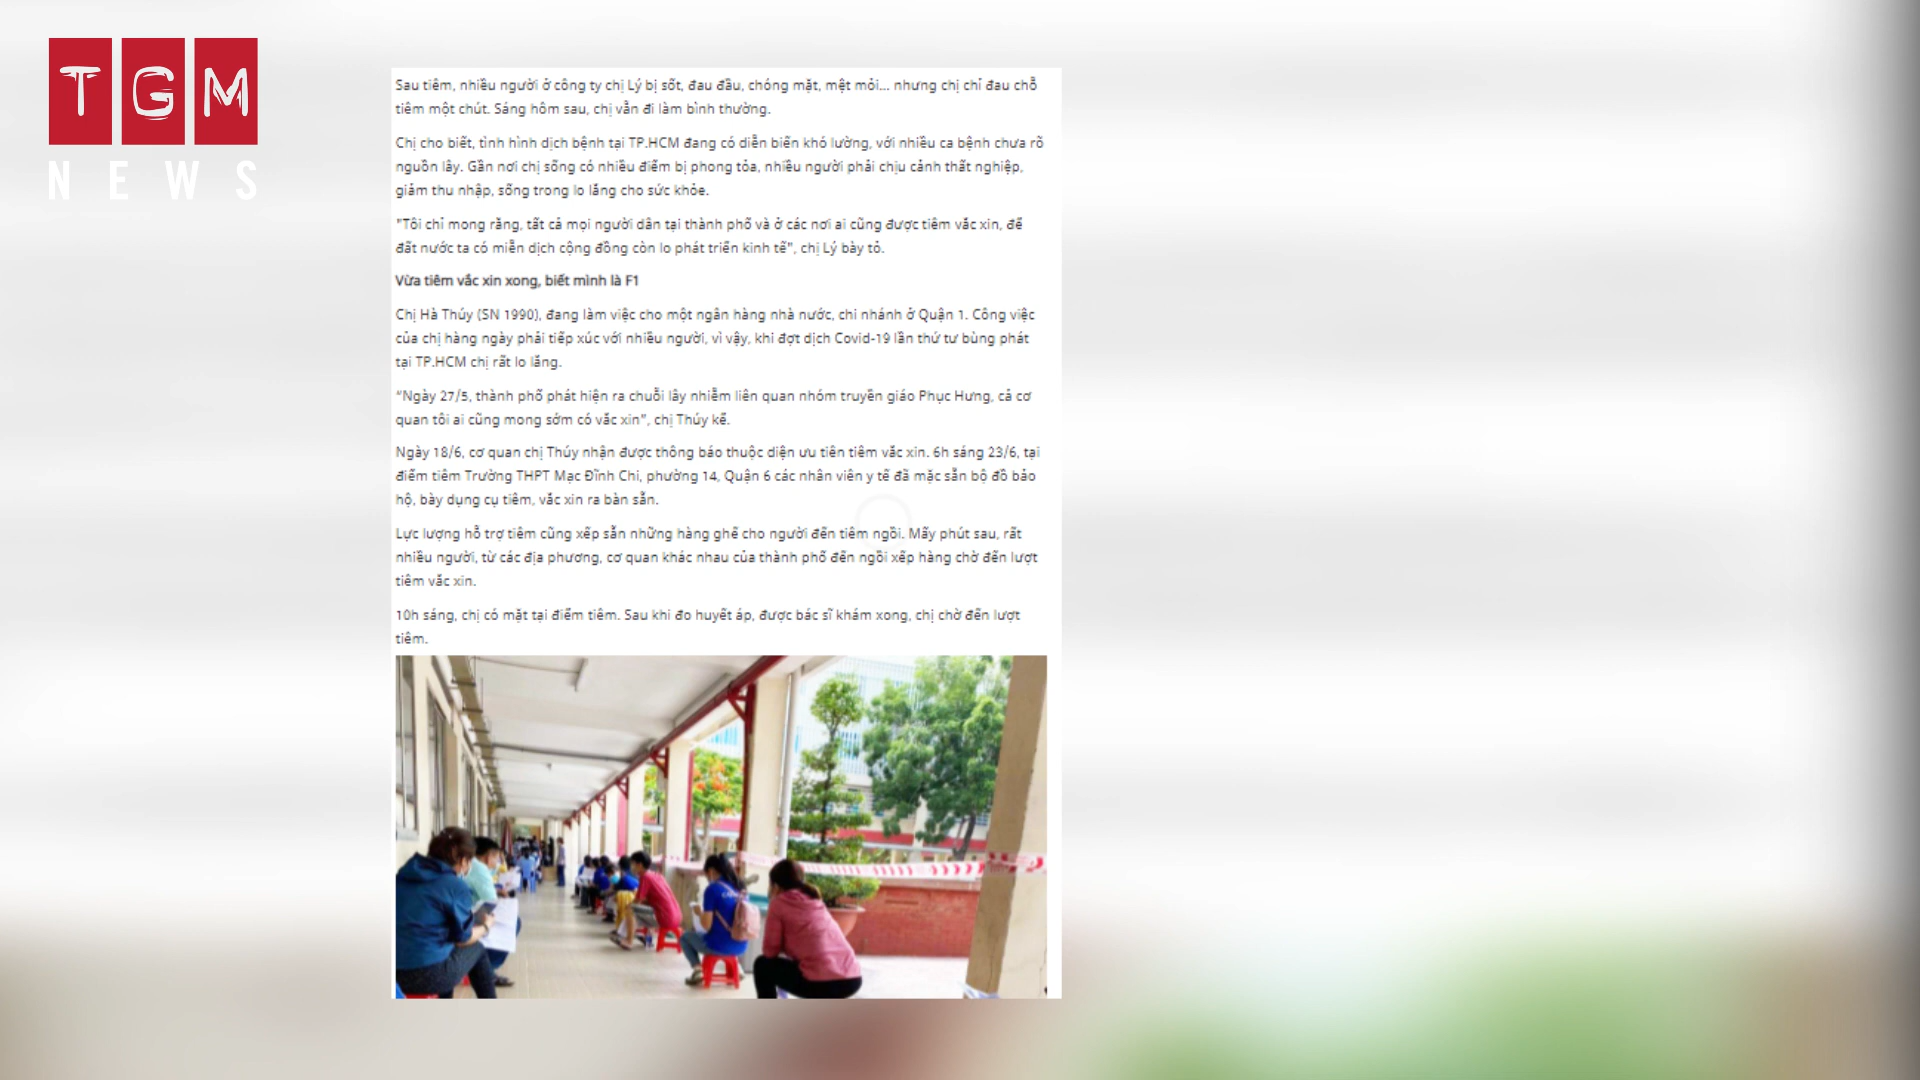 TGM
NEWS
Sau tiêm, nhiều người ở công ty chị Lý bị sốt, đau đầu, chóng mặt, mệt mỏi... nhưng chị chỉ đau chỗ
tiêm một chút. Sáng hôm sau, chị vẫn đi làm bình thường.
Chị cho biết, tình hình dịch bệnh tại TP.HCM đang có diễn biến khó lường, với nhiều ca bệnh chưa rõ
nguồn lây. Gần nơi chị sống có nhiều điểm bị phong tỏa, nhiều người phải chịu cảnh thất nghiệp,
giảm thu nhập, sống trong lo lắng cho sức khỏe.
"Tôi chỉ mong rằng, tất cả mọi người dân tại thành phố và ở các nơi ai cũng được tiêm vắc xin, để
đất nước ta có miễn dịch cộng đồng còn lo phát triển kinh tế", chị Lý bày tỏ.
Vừa tiêm vắc xin xong, biết mình là F1
Chị Hà Thúy (SN 1990), đang làm việc cho một ngân hàng nhà nước, chi nhánh ở Quận 1. Công việc
của chị hàng ngày phải tiếp xúc với nhiều người, vì vậy, khi đợt dịch Covid-19 lần thứ tư bùng phát
tại TP.HCM chị rất lo lắng.
“Ngày 27/5, thành phố phát hiện ra chuỗi lây nhiễm liên quan nhóm truyền giáo Phục Hưng, cả cơ
quan tôi ai cũng mong sớm có vắc xin”, chị Thúy kể.
Ngày 18/6, cơ quan chị Thúy nhận được thông báo thuộc diện ưu tiên tiêm vắc xin. 6h sáng 23/6, tại
điểm tiêm Trường THPT Mạc Đĩnh Chi, phường 14, Quận 6 các nhân viên y tế đã mặc sẵn bộ đồ bảo
hộ, bày dụng cụ tiêm, vắc xin ra bàn sẵn.
Lực lượng hỗ trợ tiêm cũng xếp sẵn những hàng ghế cho người đến tiêm ngồi. Mấy phút sau, rất
nhiều người, từ các địa phương, cơ quan khác nhau của thành phố đến ngồi xếp hàng chờ đến lượt
tiêm vắc xin.
10h sáng, chị có mặt tại điểm tiêm. Sau khi đo huyết áp, được bác sĩ khám xong, chị chờ đến lượt
tiêm.